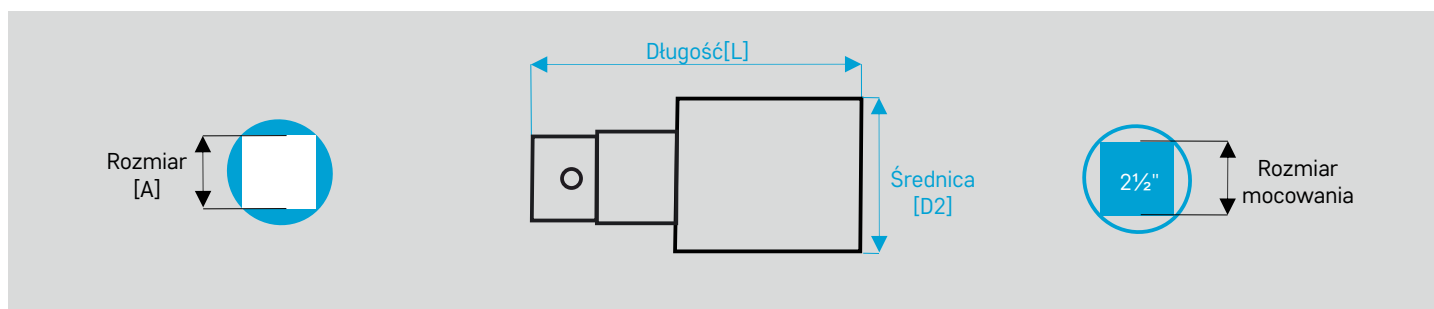 Długość[L]
Rozmiar
[A]
Średnica
[D2]
2½"
Rozmiar
mocowania